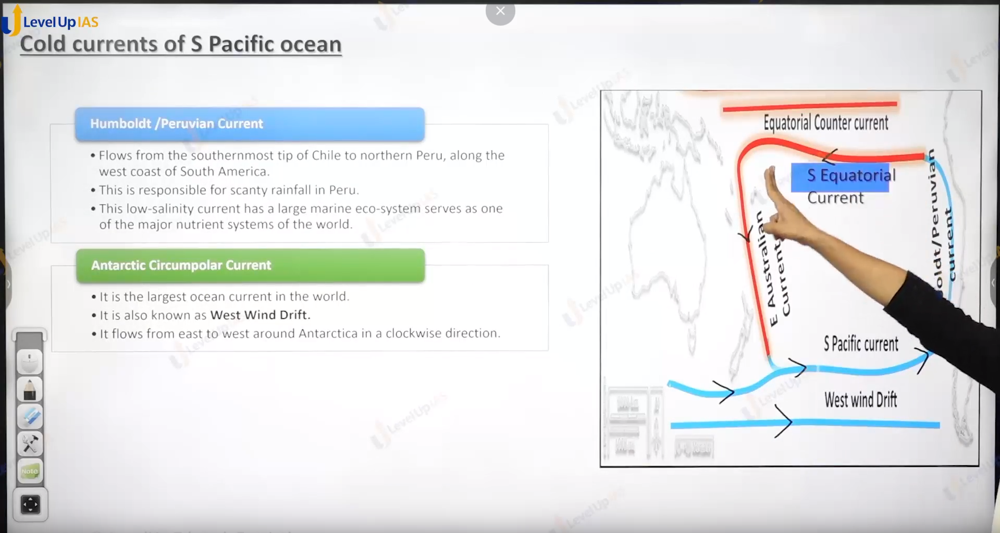 Level Up IAS
Cold currents of S Pacific ocean
Humboldt /Peruvian Current
• Flows from the southernmost tip of Chile to northern Peru, along the
west coast of South America.
• This is responsible for scanty rainfall in Peru.
• This low-salinity current has a large marine eco-system serves as one
of the major nutrient systems of the world.
Antarctic Circumpolar Current
• It is the largest ocean current in the world.
• It is also known as West Wind Drift.
• It flows from east to west around Antarctica in a clockwise direction.
Equatorial Counter current
S Equatorial
Current
E Australian
Current
oldt/Peruvian
current
S Pacific current
West wind Drift
Note